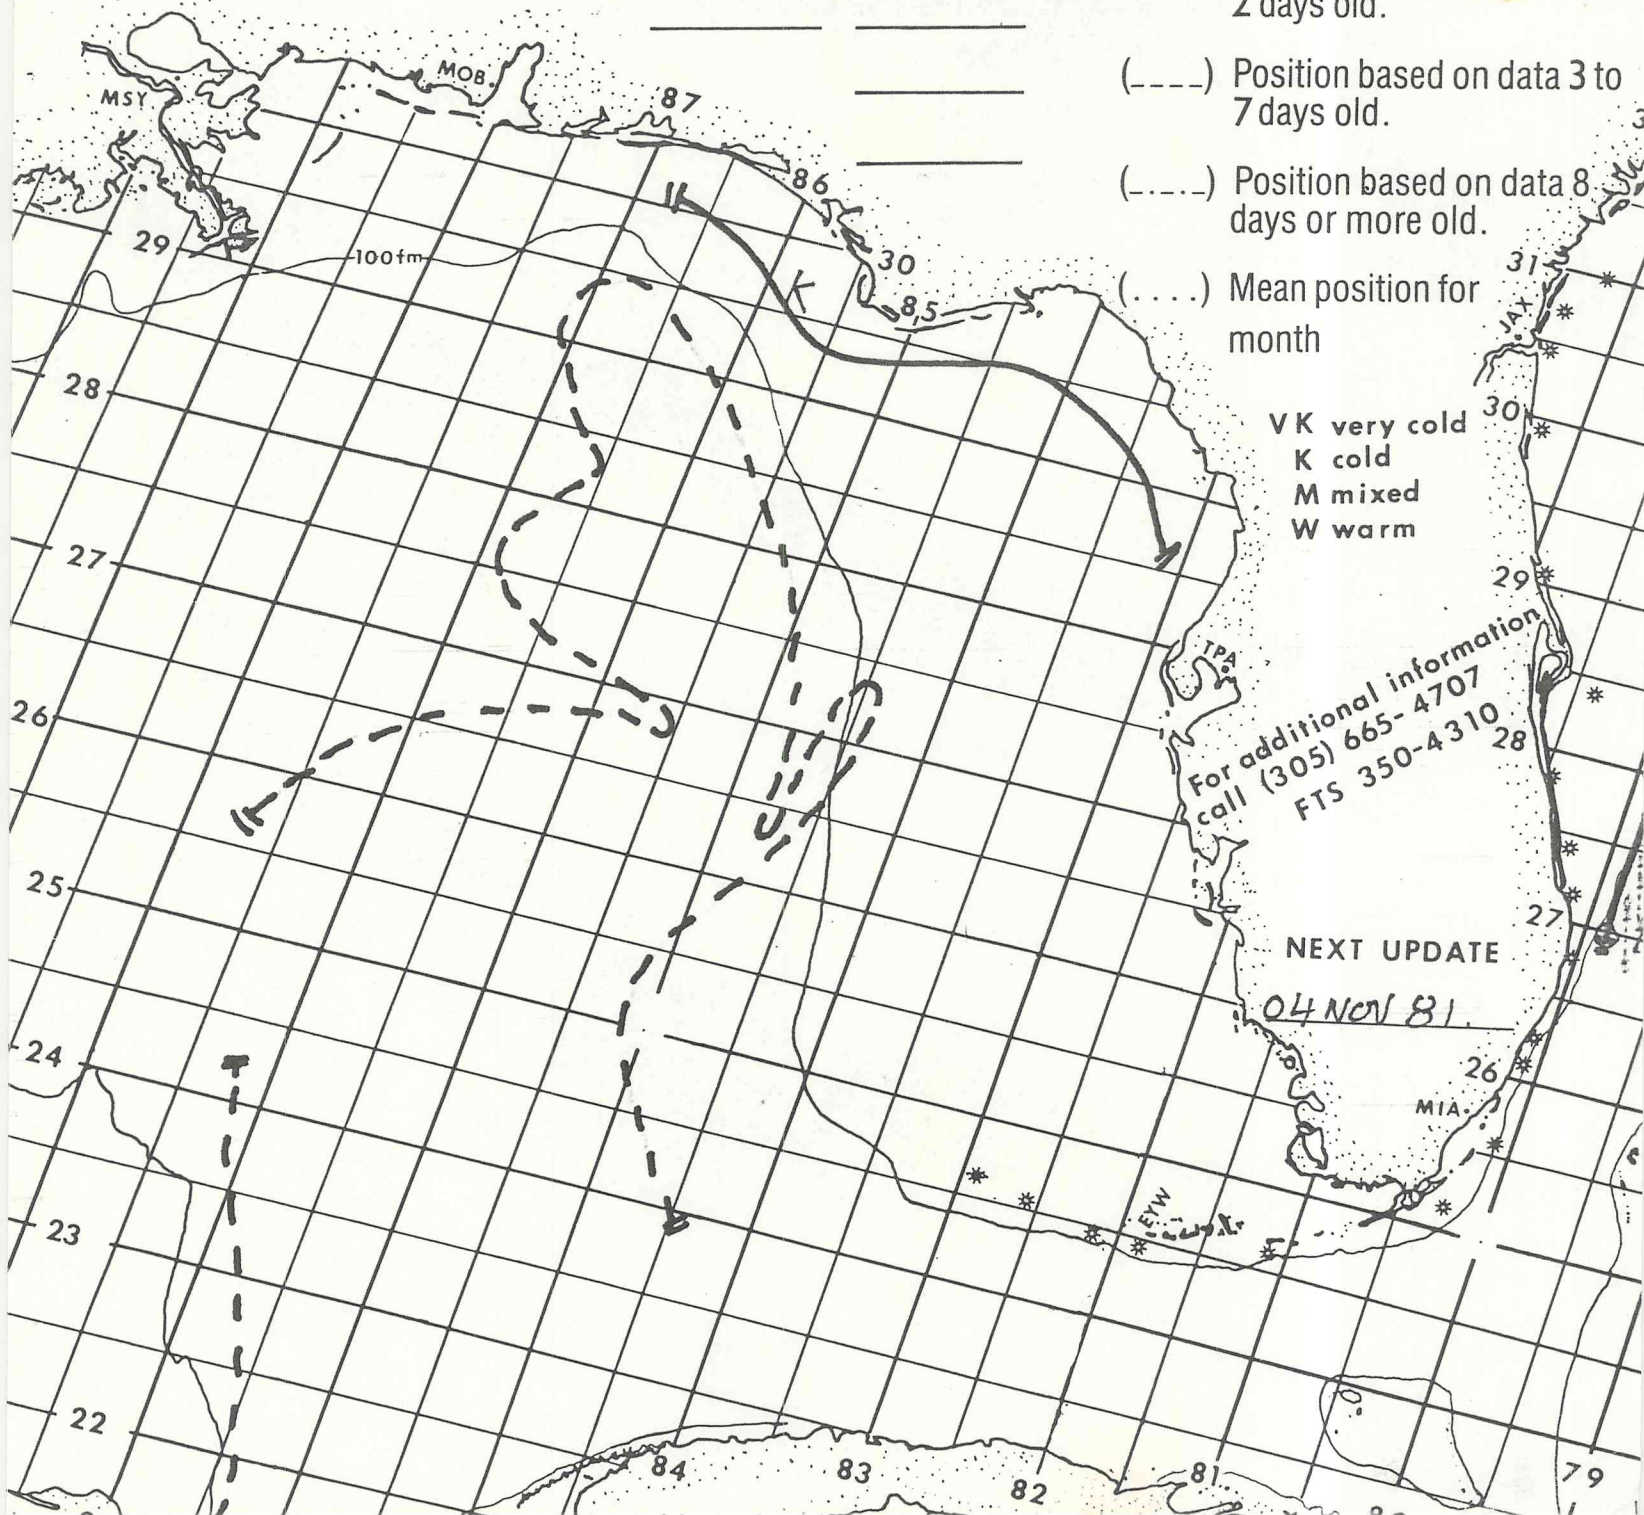 2 days old.
(----) Position based on data 3 to
7 days old.
(_._._) Position based on data 8
days or more old.
(....) Mean position for
month
VK very cold
K cold
M mixed
W warm
For additional information
call (305) 665-4707
FTS 350-4310
NEXT UPDATE
04 NOV 81.
MSY
MOB
87
86
30
85
29
100fm
K
28
27
26
25
24
23
22
31
JAX
30
29
TPA
28
27
26
MIA
EYW
84
83
82
81
79